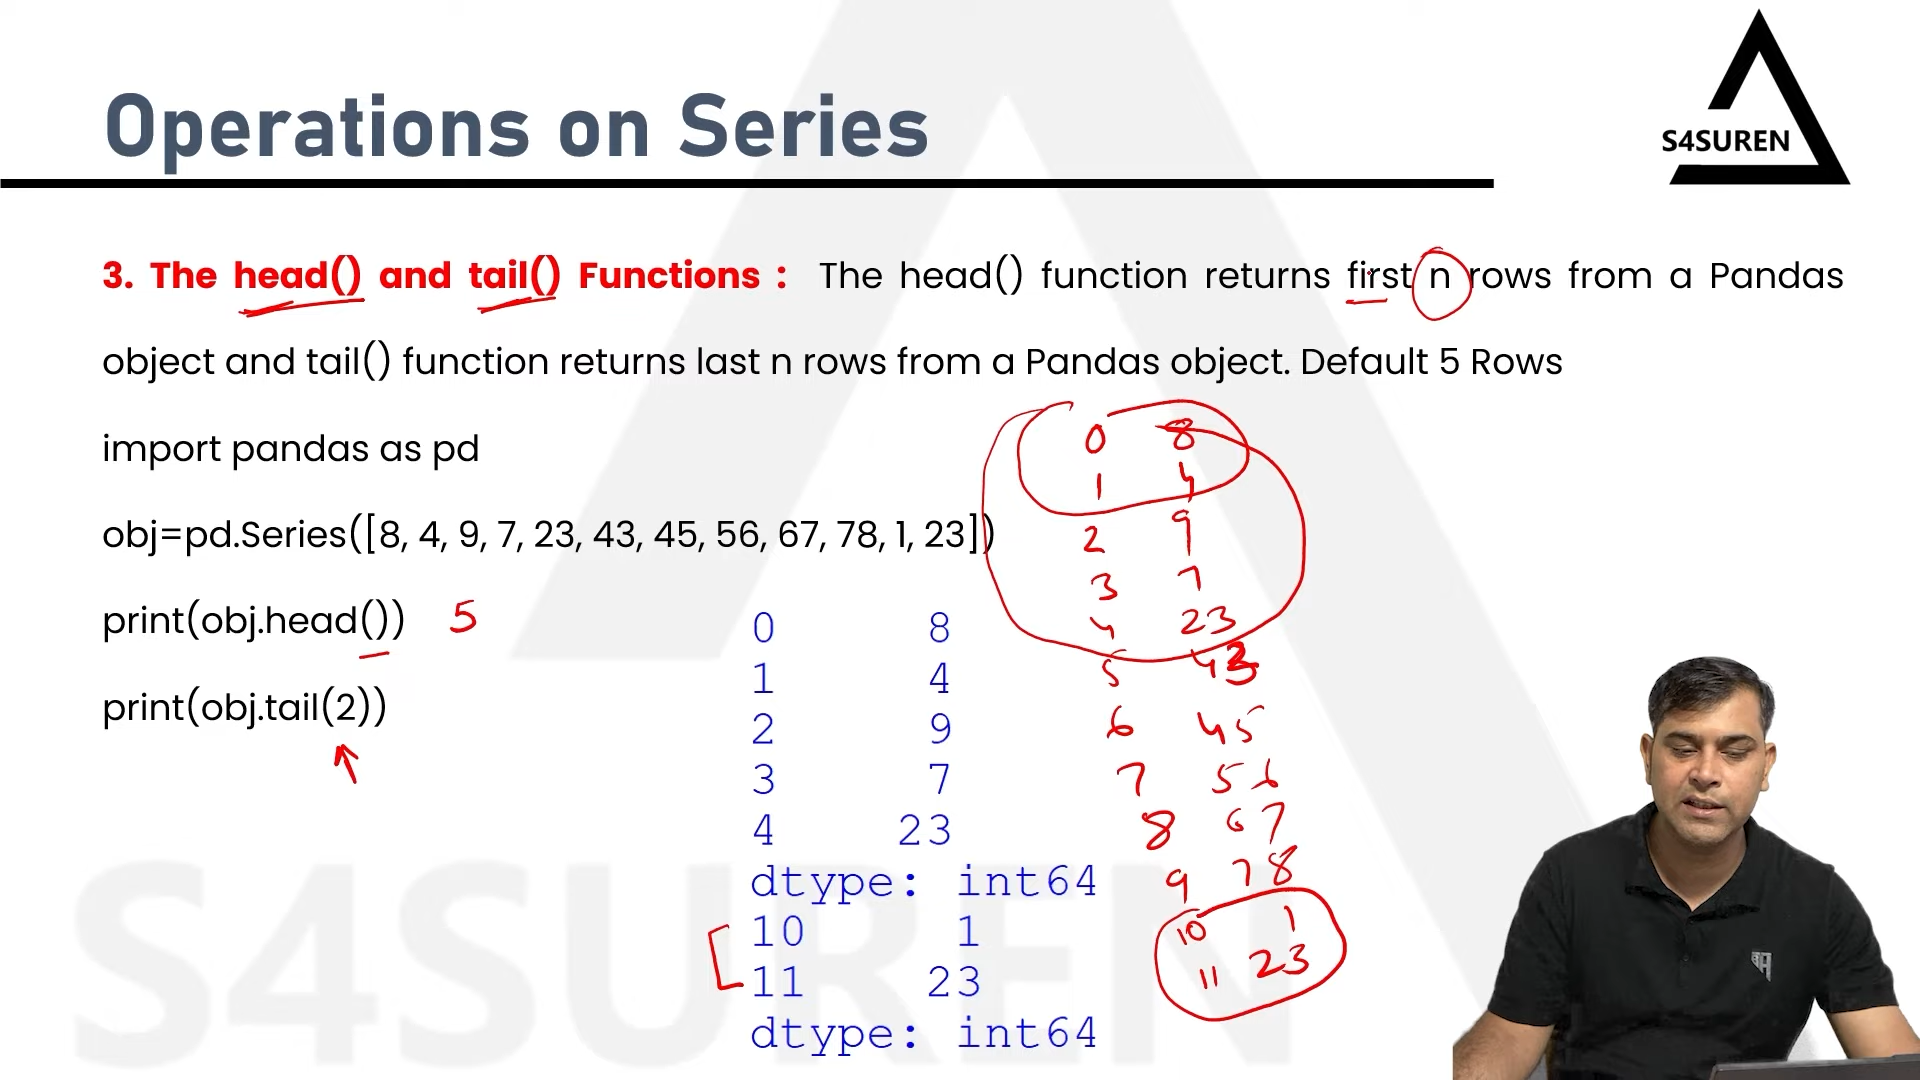 Operations on Series
S4SUREN
3. The head() and tail() Functions : The head() function returns first n rows from a Pandas
object and tail() function returns last n rows from a Pandas object. Default 5 Rows
import pandas as pd
obj=pd.Series([8, 4, 9, 7, 23, 43, 45, 56, 67, 78, 1, 23])
print(obj.head()) 5
print(obj.tail(2))
0 8
1 4
2 9
3 7
4 23
dtype: int64
10 1
11 23
dtype: int64
0 8
1 4
2 9
3 7
4 23
5 43
6 45
7 56
8 67
9 78
10 1
11 23
S4SUREN